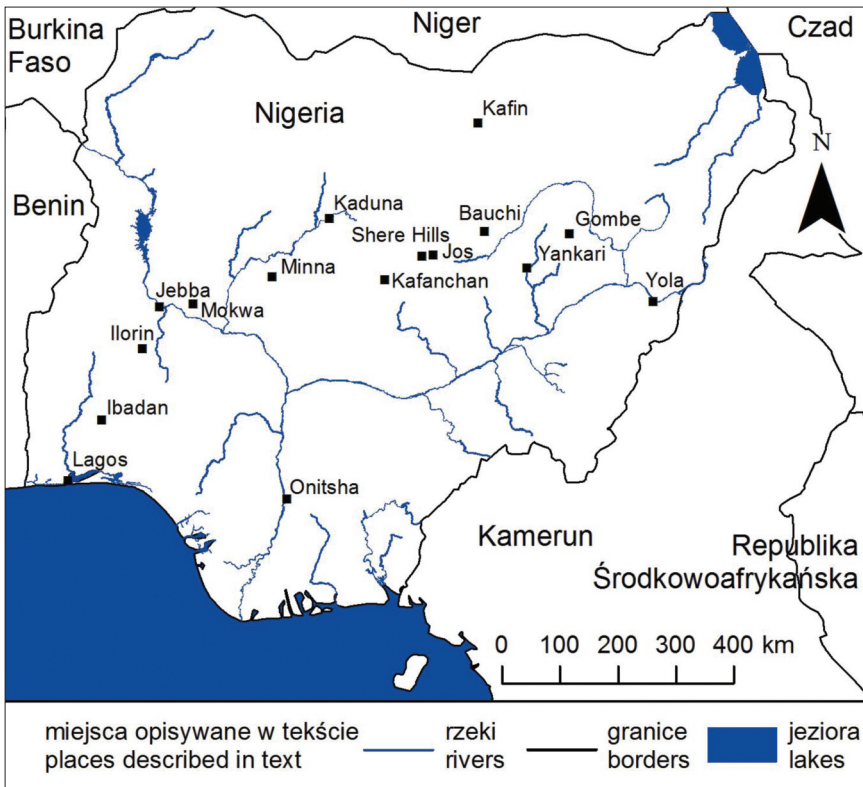 Burkina
Faso
Niger
Czad
Nigeria
Kafin
N
Benin
Kaduna
Bauchi
Gombe
Shere Hills
Jos
Minna
Yankari
Kafanchan
Yola
Jebba
Mokwa
Ilorin
Ibadan
Lagos
Onitsha
Kamerun
Republika
Środkowoafrykańska
0 100 200 300 400 km
miejsca opisywane w tekście
places described in text
rzeki
rivers
granice
borders
jeziora
lakes